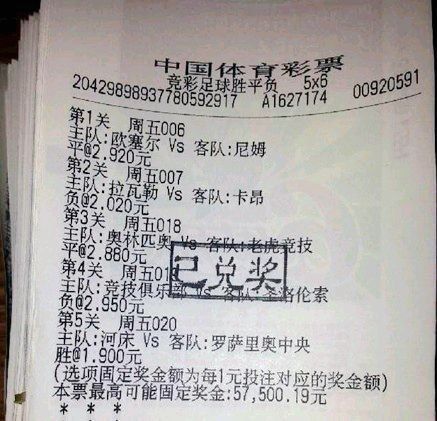 中国体育彩票
竞彩足球胜平负 5x6
20429898937780592917 A1627174 00920591
第1关 周五006
主队:欧塞尔 Vs 客队:尼姆
平@2.920元
第2关 周五007
主队:拉瓦勒 Vs 客队:卡昂
负@2.020元
第3关 周五018
主队:奥林匹奥 Vs 客队:老虎竞技
平@2.880元
第4关 周五01
主队:竞技俱乐部 Vs 客队:圣洛伦索
负@2.950元
已兑奖
第5关 周五020
主队:河床 Vs 客队:罗萨里奥中央
胜@1.900元
(选项固定奖金额为每1元投注对应的奖金额)
本票最高可能固定奖金:57,500.19元
* * *